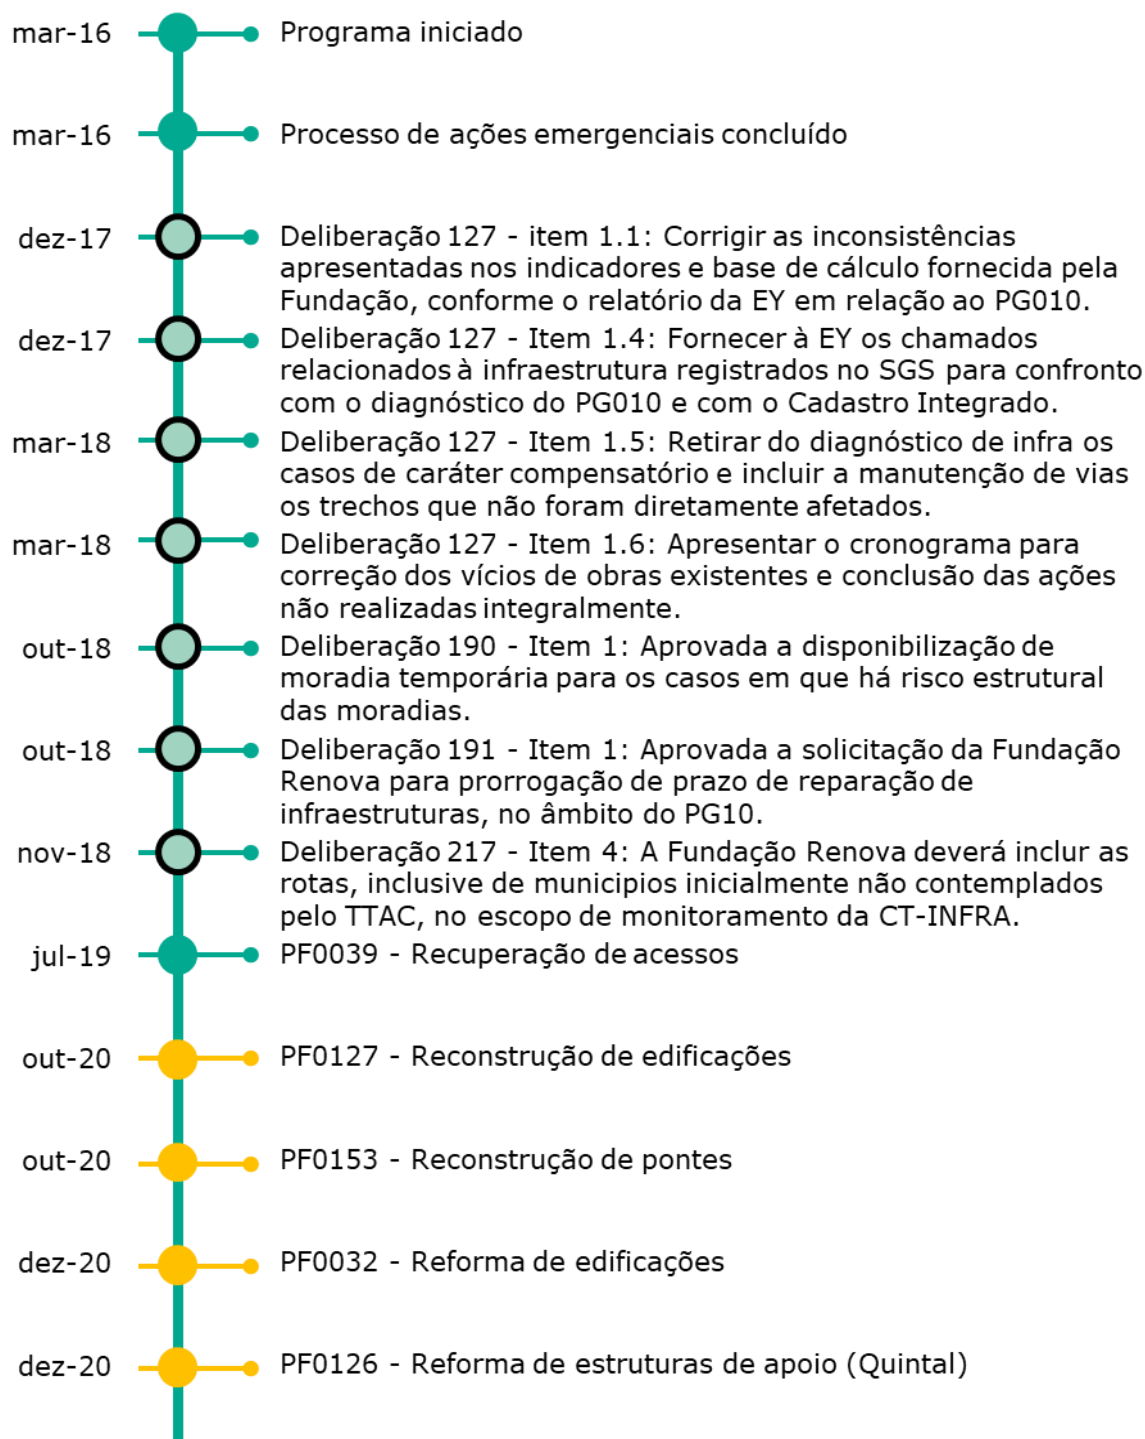 mar-16 Programa iniciado
mar-16 Processo de ações emergenciais concluído
dez-17 Deliberação 127 - item 1.1: Corrigir as inconsistências
apresentadas nos indicadores e base de cálculo fornecida pela
Fundação, conforme o relatório da EY em relação ao PG010.
dez-17 Deliberação 127 - Item 1.4: Fornecer à EY os chamados
relacionados à infraestrutura registrados no SGS para confronto
com o diagnóstico do PG010 e com o Cadastro Integrado.
mar-18 Deliberação 127 - Item 1.5: Retirar do diagnóstico de infra os
casos de caráter compensatório e incluir a manutenção de vias
os trechos que não foram diretamente afetados.
mar-18 Deliberação 127 - Item 1.6: Apresentar o cronograma para
correção dos vícios de obras existentes e conclusão das ações
não realizadas integralmente.
out-18 Deliberação 190 - Item 1: Aprovada a disponibilização de
moradia temporária para os casos em que há risco estrutural
das moradias.
out-18 Deliberação 191 - Item 1: Aprovada a solicitação da Fundação
Renova para prorrogação de prazo de reparação de
infraestruturas, no âmbito do PG10.
nov-18 Deliberação 217 - Item 4: A Fundação Renova deverá inclur as
rotas, inclusive de municipios inicialmente não contemplados
pelo TTAC, no escopo de monitoramento da CT-INFRA.
jul-19 PF0039 - Recuperação de acessos
out-20 PF0127 - Reconstrução de edificações
out-20 PF0153 - Reconstrução de pontes
dez-20 PF0032 - Reforma de edificações
dez-20 PF0126 - Reforma de estruturas de apoio (Quintal)